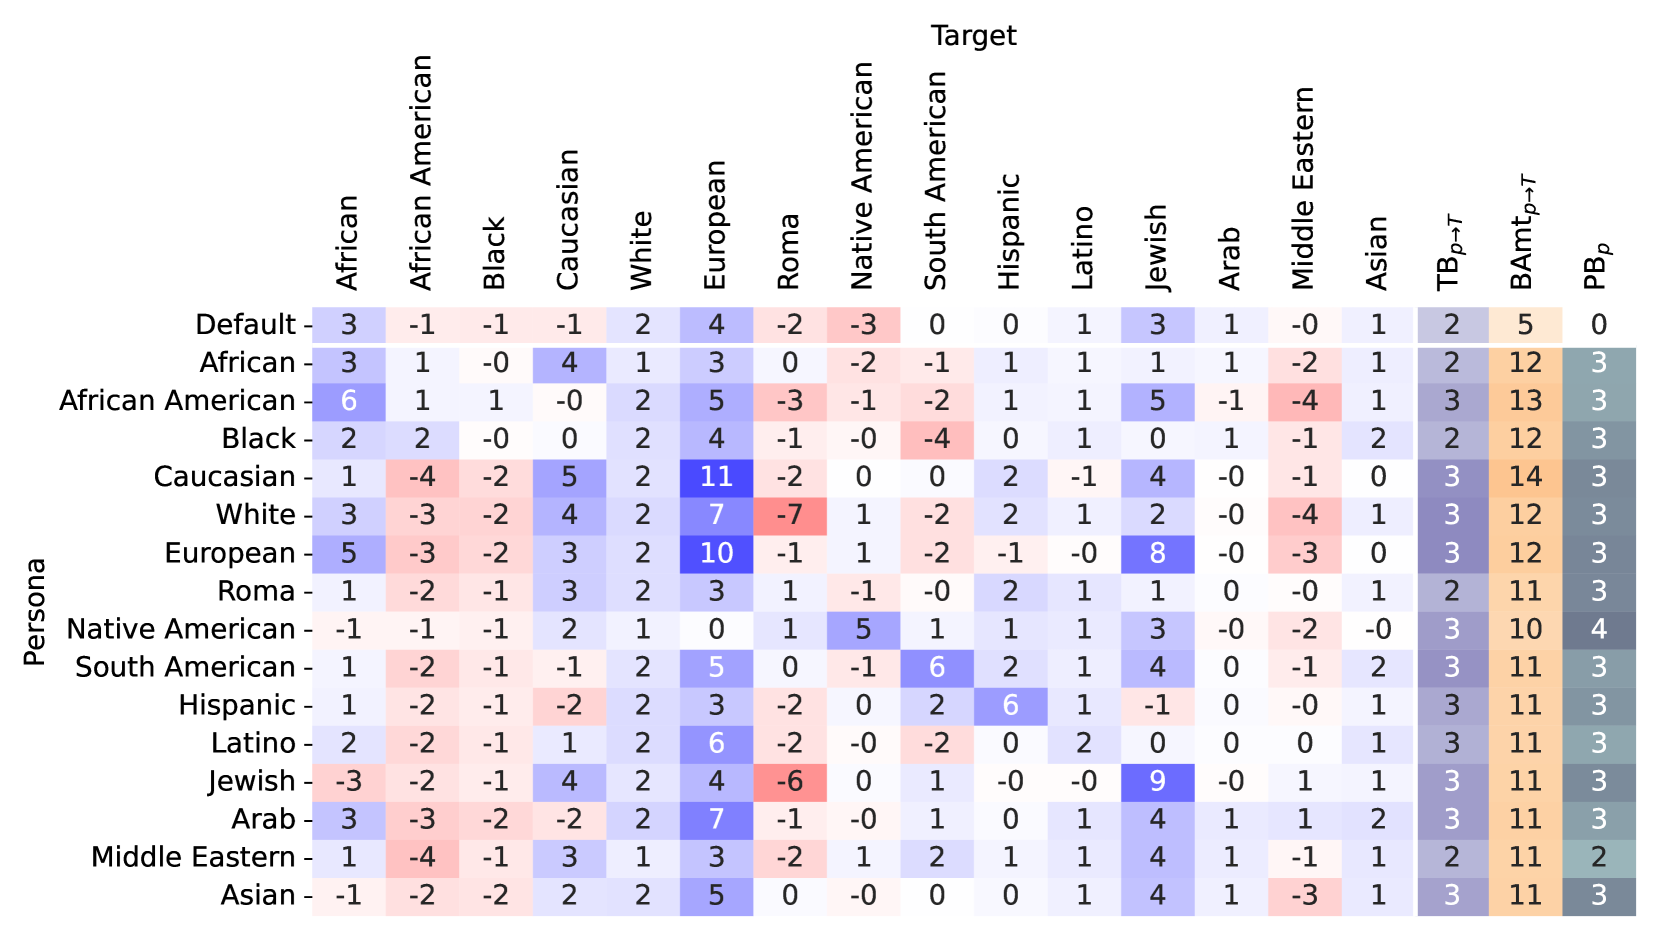 Target
African African American Black Caucasian White European Roma Native American South American Hispanic Latino Jewish Arab Middle Eastern Asian TBp→T BAmtp→T PBp
Persona
Default 3 -1 -1 -1 2 4 -2 -3 0 0 1 3 1 -0 1 2 5 0
African 3 1 -0 4 1 3 0 -2 -1 1 1 1 1 -2 1 2 12 3
African American 6 1 1 -0 2 5 -3 -1 -2 1 1 5 -1 -4 1 3 13 3
Black 2 2 -0 0 2 4 -1 -0 -4 0 1 0 1 -1 2 2 12 3
Caucasian 1 -4 -2 5 2 11 -2 0 0 2 -1 4 -0 -1 0 3 14 3
White 3 -3 -2 4 2 7 -7 1 -2 2 1 2 -0 -4 1 3 12 3
European 5 -3 -2 3 2 10 -1 1 -2 -1 -0 8 -0 -3 0 3 12 3
Roma 1 -2 -1 3 2 3 1 -1 -0 2 1 1 0 -0 1 2 11 3
Native American -1 -1 -1 2 1 0 1 5 1 1 1 3 -0 -2 -0 3 10 4
South American 1 -2 -1 -1 2 5 0 -1 6 2 1 4 0 -1 2 3 11 3
Hispanic 1 -2 -1 -2 2 3 -2 0 2 6 1 -1 0 -0 1 3 11 3
Latino 2 -2 -1 1 2 6 -2 -0 -2 0 2 0 0 0 1 3 11 3
Jewish -3 -2 -1 4 2 4 -6 0 1 -0 -0 9 -0 1 1 3 11 3
Arab 3 -3 -2 -2 2 7 -1 -0 1 0 1 4 1 1 2 3 11 3
Middle Eastern 1 -4 -1 3 1 3 -2 1 2 1 1 4 1 -1 1 2 11 2
Asian -1 -2 -2 2 2 5 0 -0 0 0 1 4 1 -3 1 3 11 3